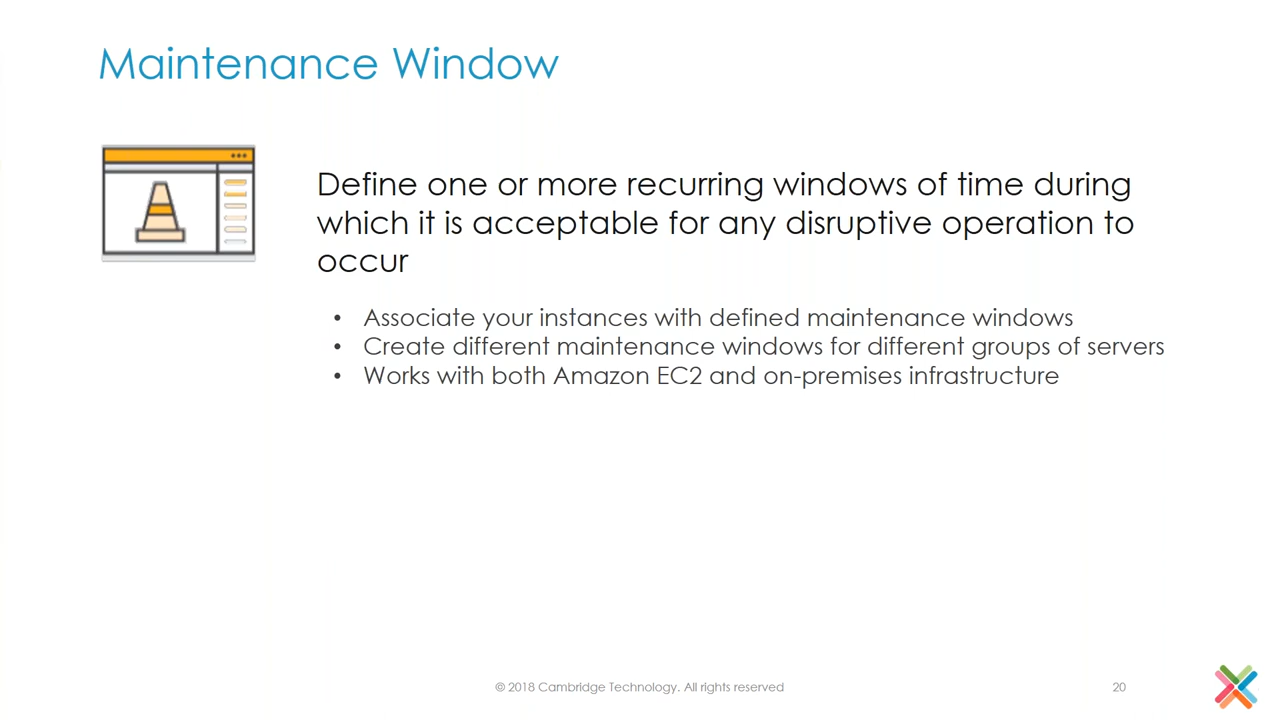 Maintenance Window
Define one or more recurring windows of time during
which it is acceptable for any disruptive operation to
occur
• Associate your instances with defined maintenance windows
• Create different maintenance windows for different groups of servers
• Works with both Amazon EC2 and on-premises infrastructure
© 2018 Cambridge Technology. All rights reserved
20